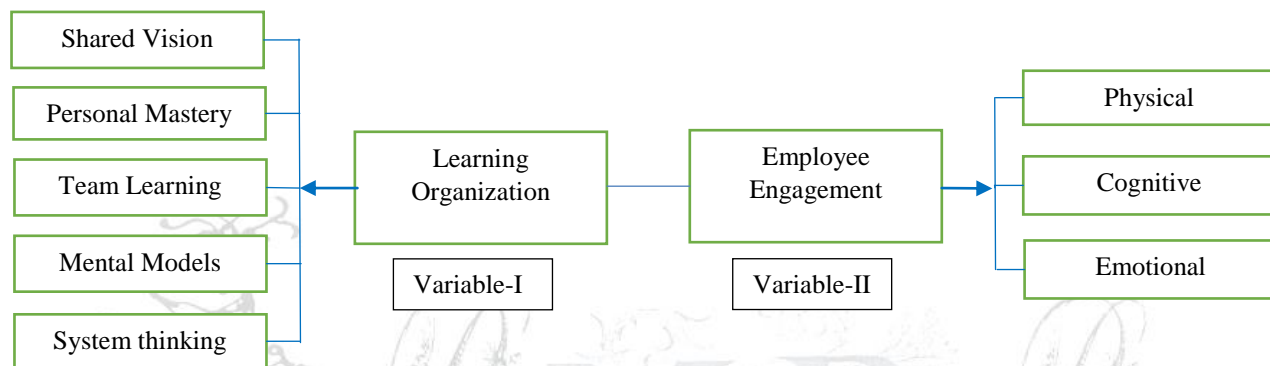 Shared Vision
Personal Mastery
Team Learning
Mental Models
System thinking
Learning
Organization
Variable-I
Employee
Engagement
Variable-II
Physical
Cognitive
Emotional